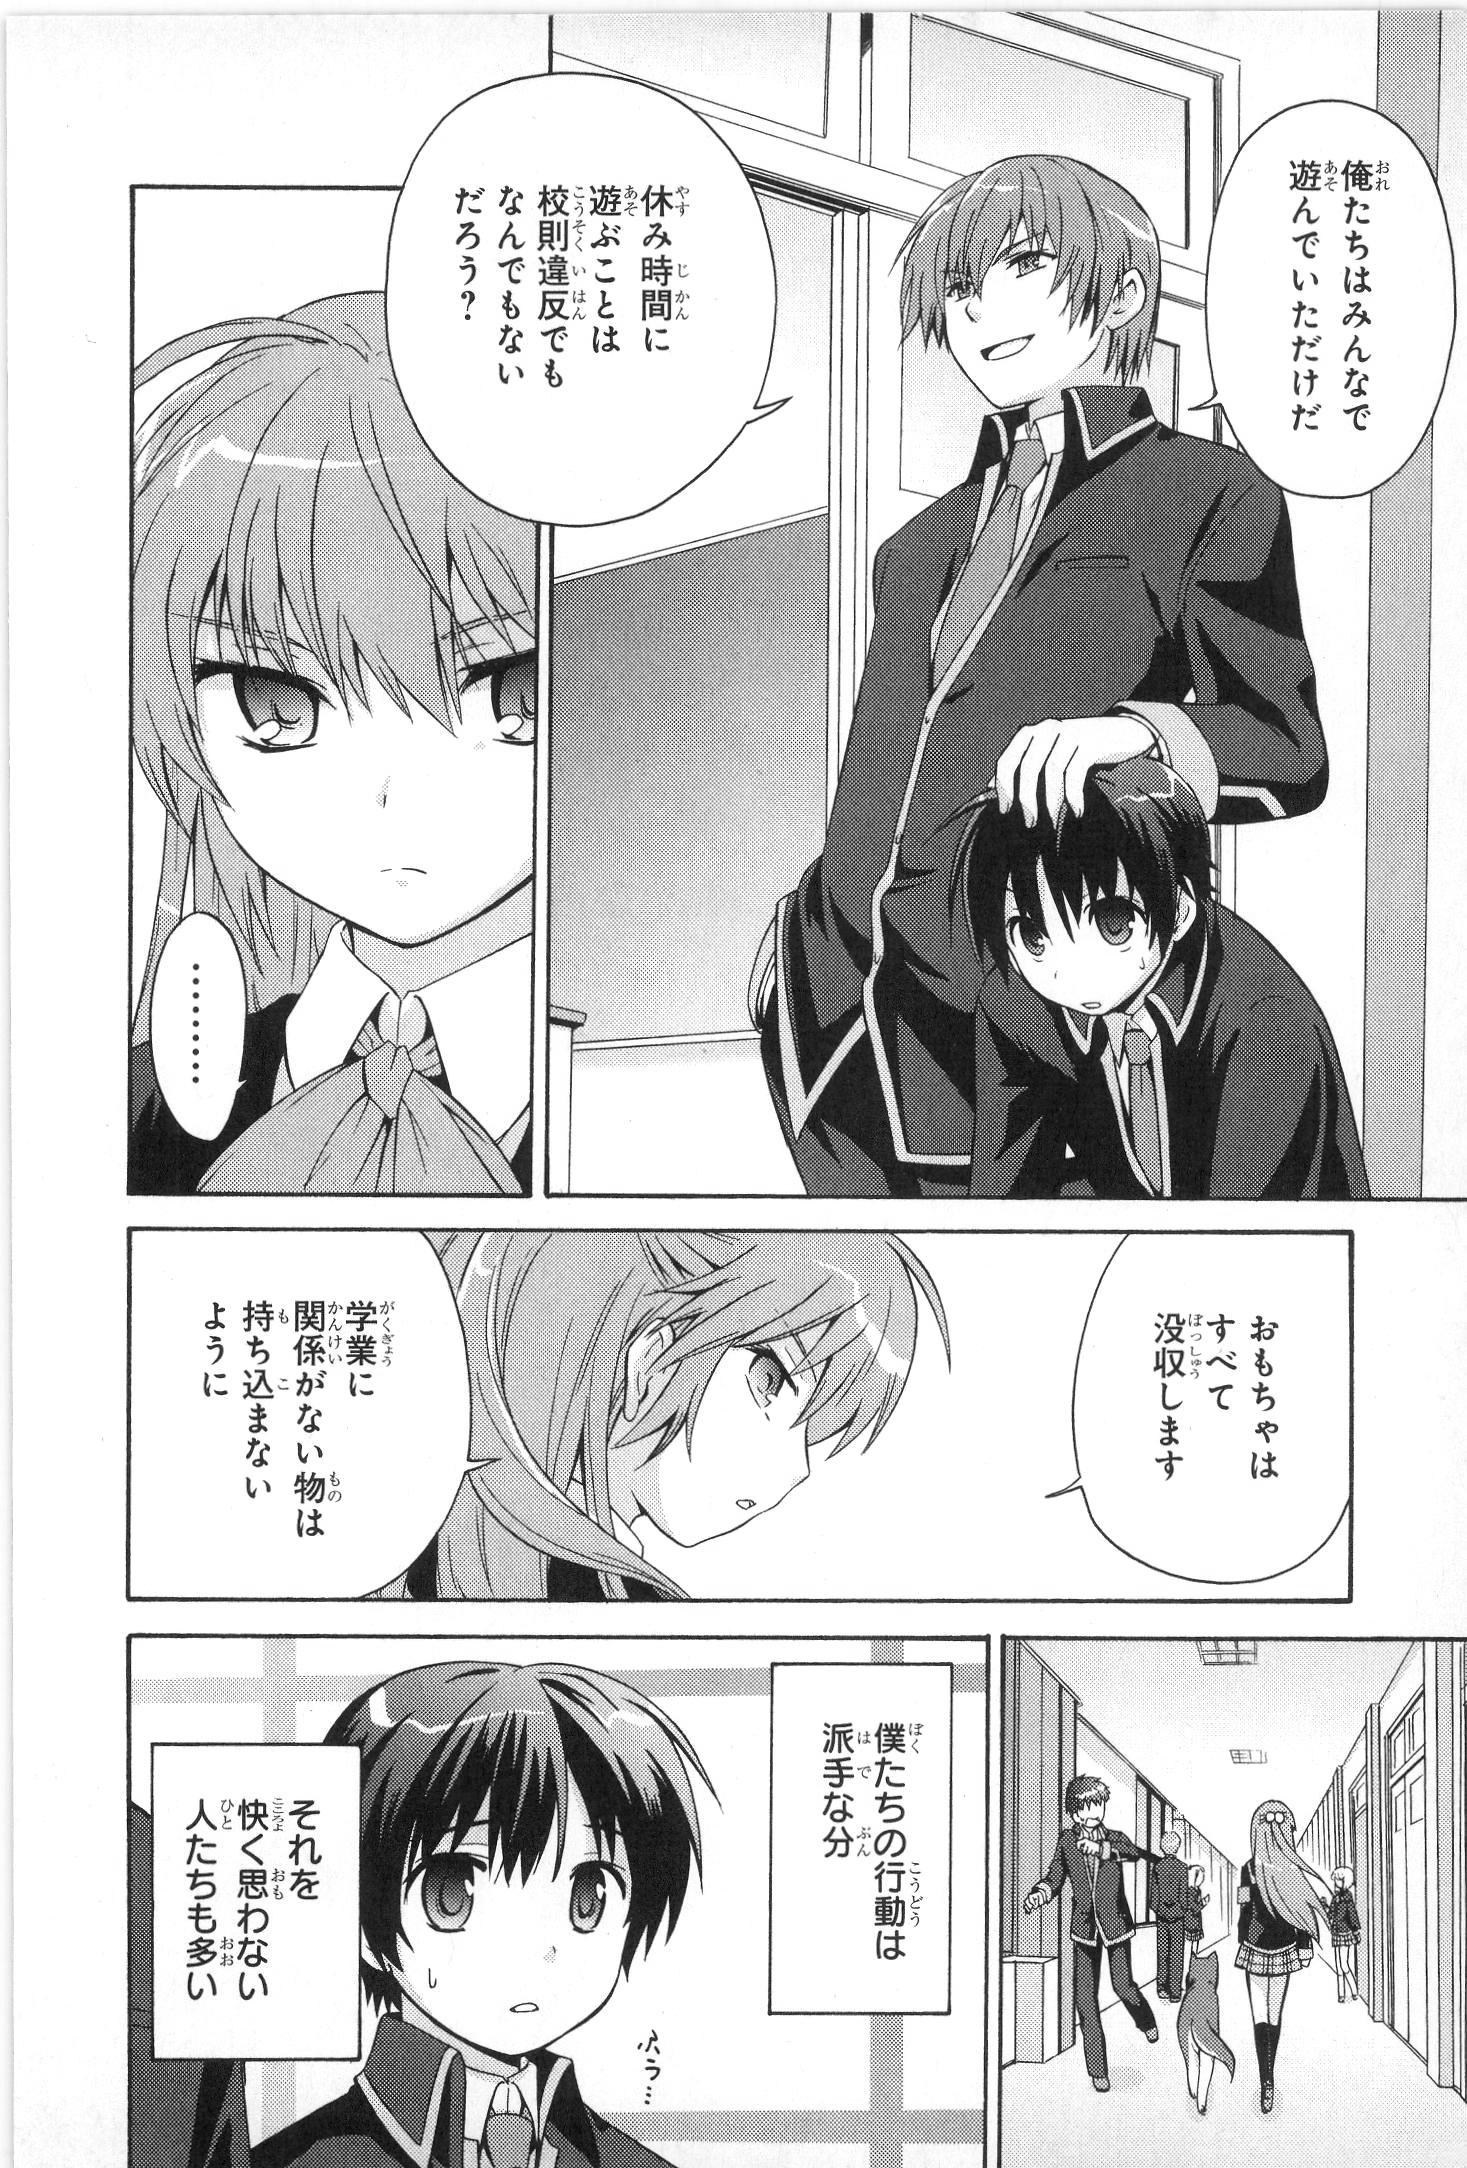 俺たちはみんなで
遊んでいただけだ
休み時間に
遊ぶことは
校則違反でも
なんでもない
だろう?
………
おもちゃは
すべて
没収します
学業に
関係がない物は
持ち込まない
ように
僕たちの行動は
派手な分
それを
快く思わない
人たちも多い
ふぅ…